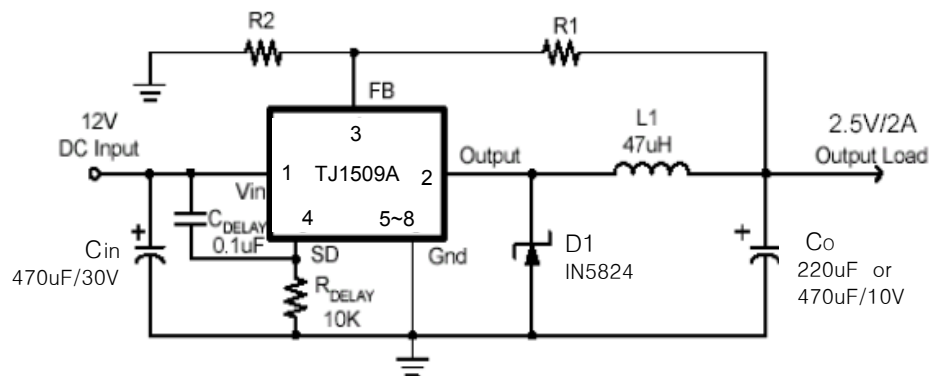 R2
R1
FB
3
12V
DC Input
L1
47uH
2.5V/2A
Output Load
Vin
1
TJ1509A
2
Output
4
5~8
CDELAY
0.1uF
SD
Gnd
+
Cin
470uF/30V
RDELAY
10K
D1
IN5824
+
Co
220uF or
470uF/10V